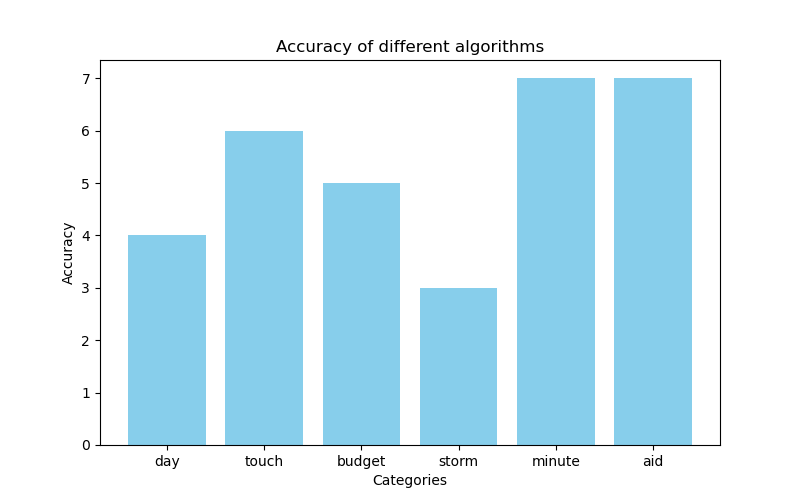 Accuracy of different algorithms
7
6
5
4
3
2
1
0
Accuracy
day touch budget storm minute aid
Categories